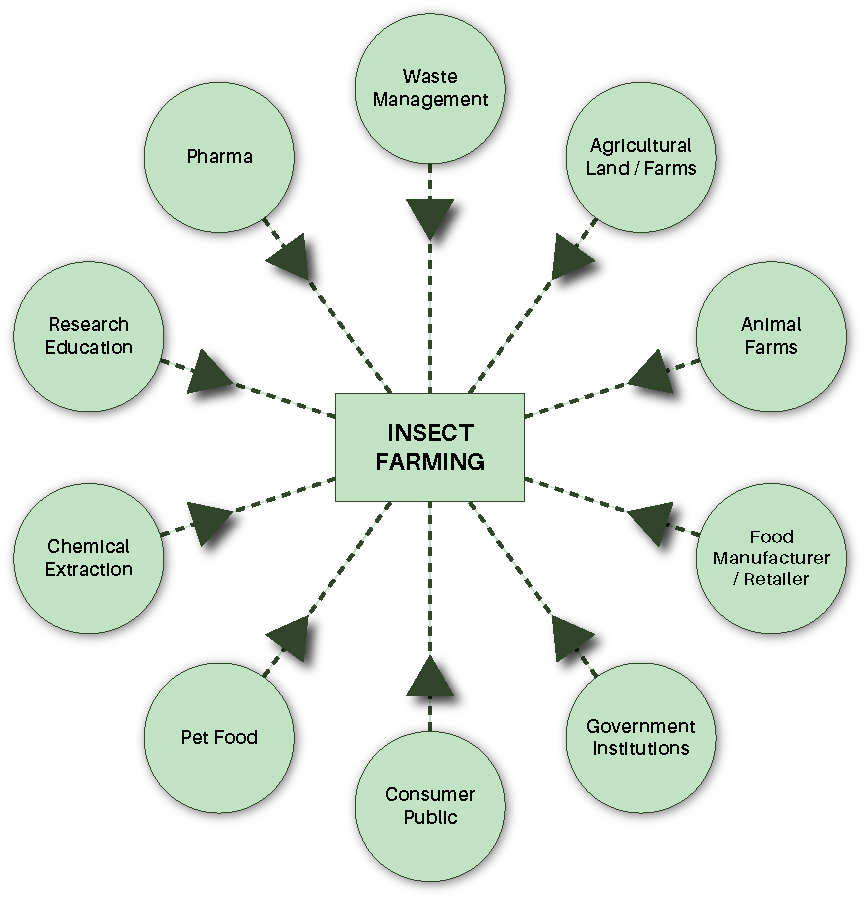 Waste
Management
Agricultural
Land / Farms
Pharma
Animal
Farms
Research
Education
INSECT
FARMING
Food
Manufacturer
/ Retailer
Chemical
Extraction
Government
Institutions
Pet Food
Consumer
Public